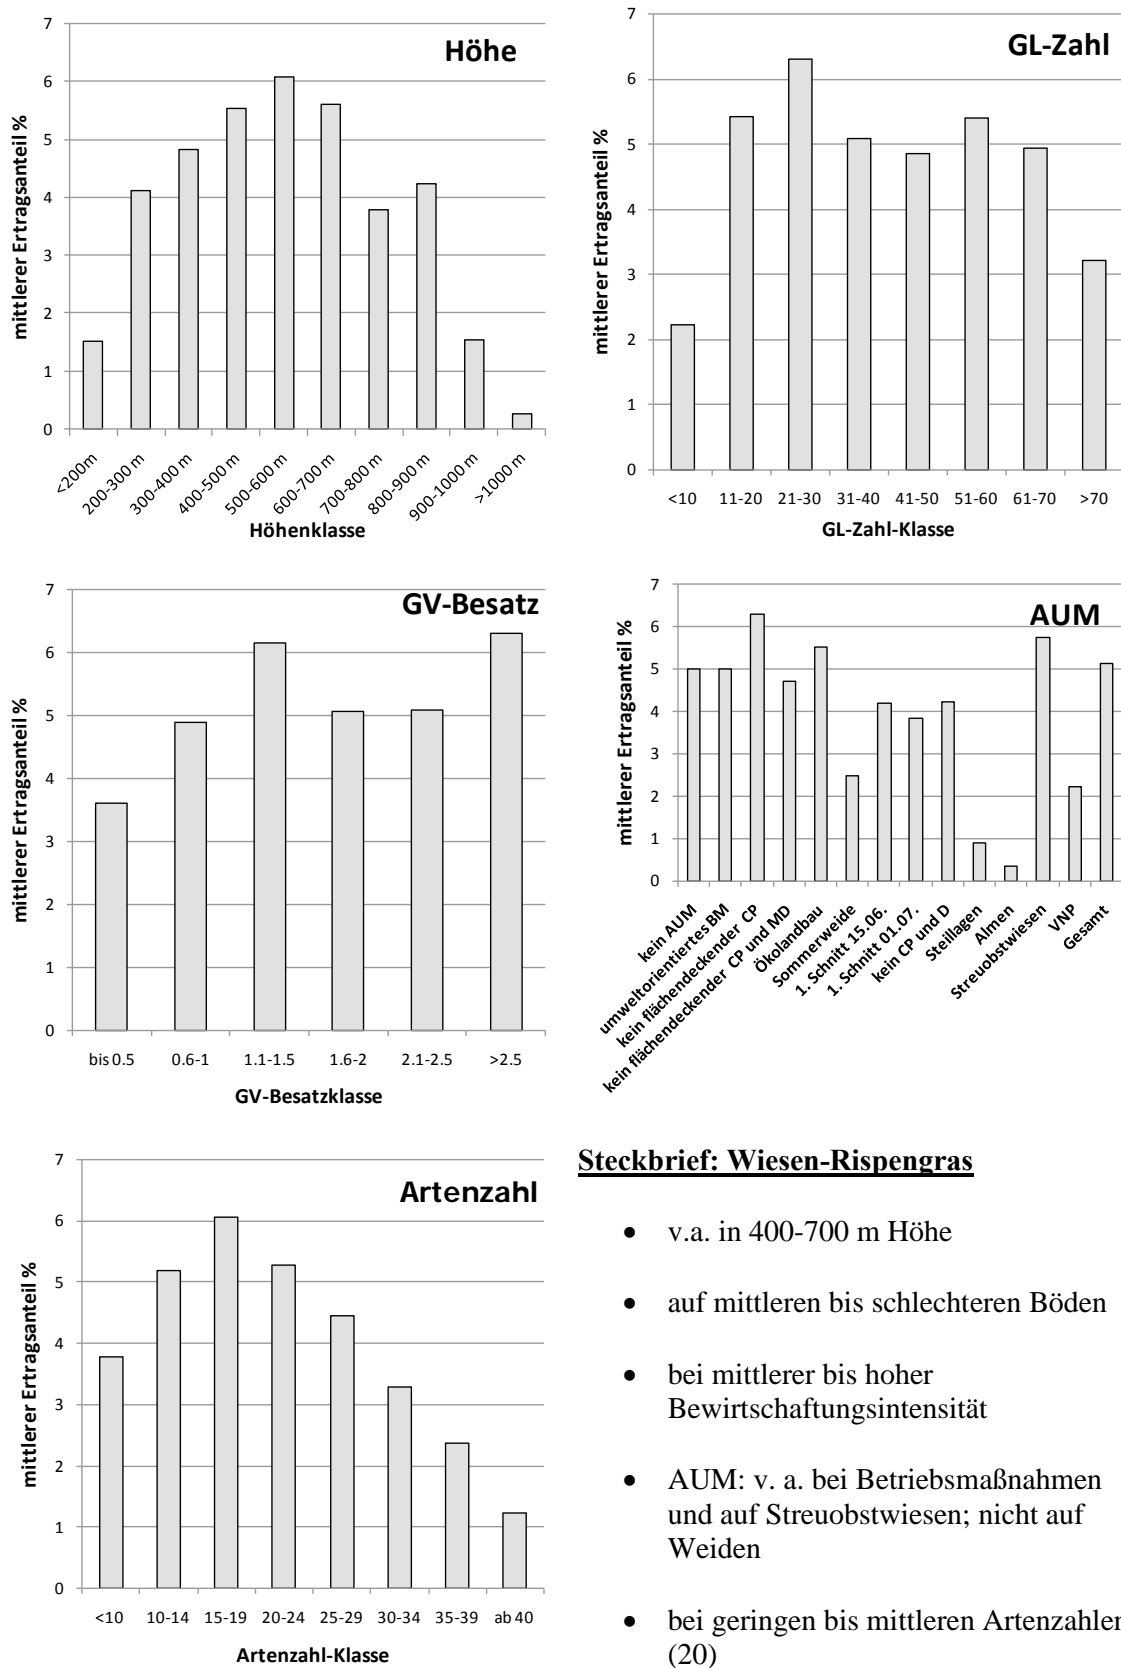 Höhe
mittlerer Ertragsanteil %
7
6
5
4
3
2
1
0
<200m
200-300 m
300-400 m
400-500 m
500-600 m
600-700 m
700-800 m
800-900 m
900-1000 m
>1000 m
Höhenklasse
GL-Zahl
mittlerer Ertragsanteil %
7
6
5
4
3
2
1
0
<10 11-20 21-30 31-40 41-50 51-60 61-70 >70
GL-Zahl-Klasse
GV-Besatz
mittlerer Ertragsanteil %
7
6
5
4
3
2
1
0
bis 0.5 0.6-1 1.1-1.5 1.6-2 2.1-2.5 >2.5
GV-Besatzklasse
AUM
mittlerer Ertragsanteil %
7
6
5
4
3
2
1
0
kein AUM
umweltorientiertes BM
kein flächendeckender CP
kein flächendeckender CP und MD
Ökolandbau
Sommerweide
1. Schnitt 15.06.
1. Schnitt 01.07.
kein CP und D
Steillagen
Almen
Streuobstwiesen
VNP
Gesamt
Artenzahl
mittlerer Ertragsanteil %
7
6
5
4
3
2
1
0
<10 10-14 15-19 20-24 25-29 30-34 35-39 ab 40
Artenzahl-Klasse
Steckbrief: Wiesen-Rispengras
• v.a. in 400-700 m Höhe
• auf mittleren bis schlechteren Böden
• bei mittlerer bis hoher
Bewirtschaftungsintensität
• AUM: v. a. bei Betriebsmaßnahmen
und auf Streuobstwiesen; nicht auf
Weiden
• bei geringen bis mittleren Artenzahlen
(20)